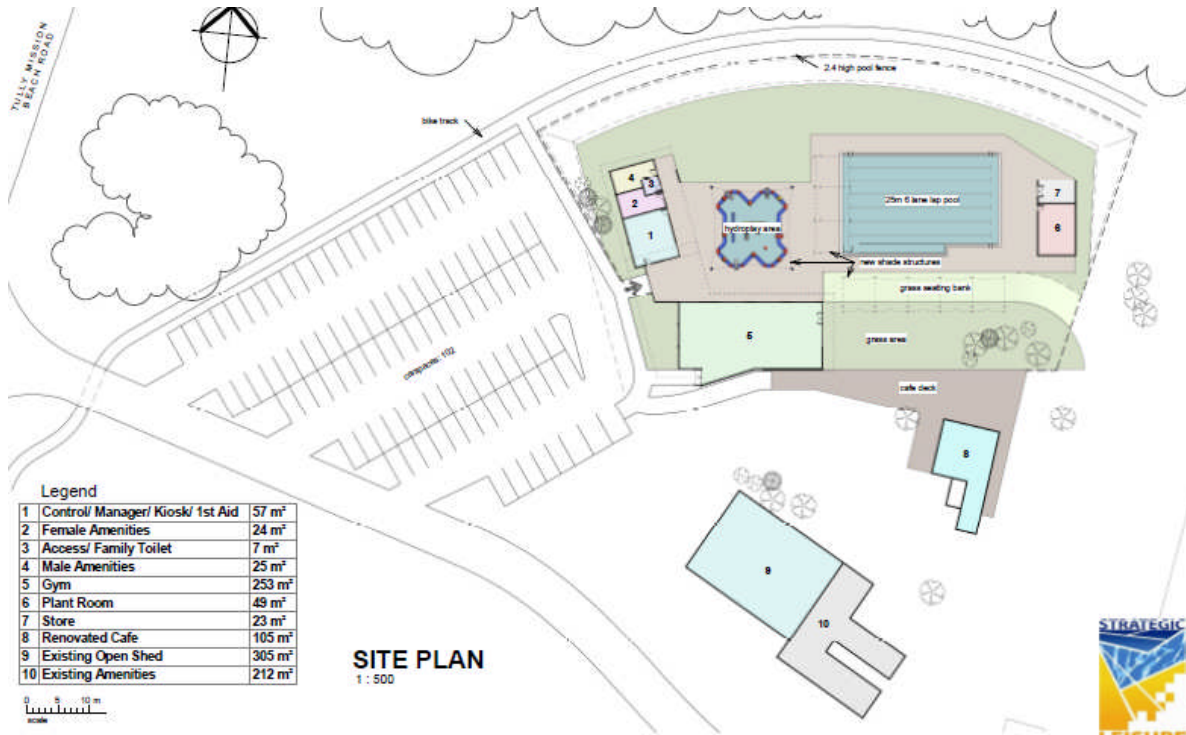 TULLY MISSION
BEACH ROAD
2.4 high pool fence
bike track
4
3
2
1
hydroplay area
25m 6 lane lap pool
7
6
new shade structures
grass seating bank
5
grass area
carspaces: 102
cafe deck
8
9
10
Legend
1 Control/ Manager/ Kiosk/ 1st Aid 57 m²
2 Female Amenities 24 m²
3 Access/ Family Toilet 7 m²
4 Male Amenities 25 m²
5 Gym 253 m²
6 Plant Room 49 m²
7 Store 23 m²
8 Renovated Cafe 105 m²
9 Existing Open Shed 305 m²
10 Existing Amenities 212 m²
0 5 10 m
scale
SITE PLAN
1 : 500
STRATEGIC
LEISURE